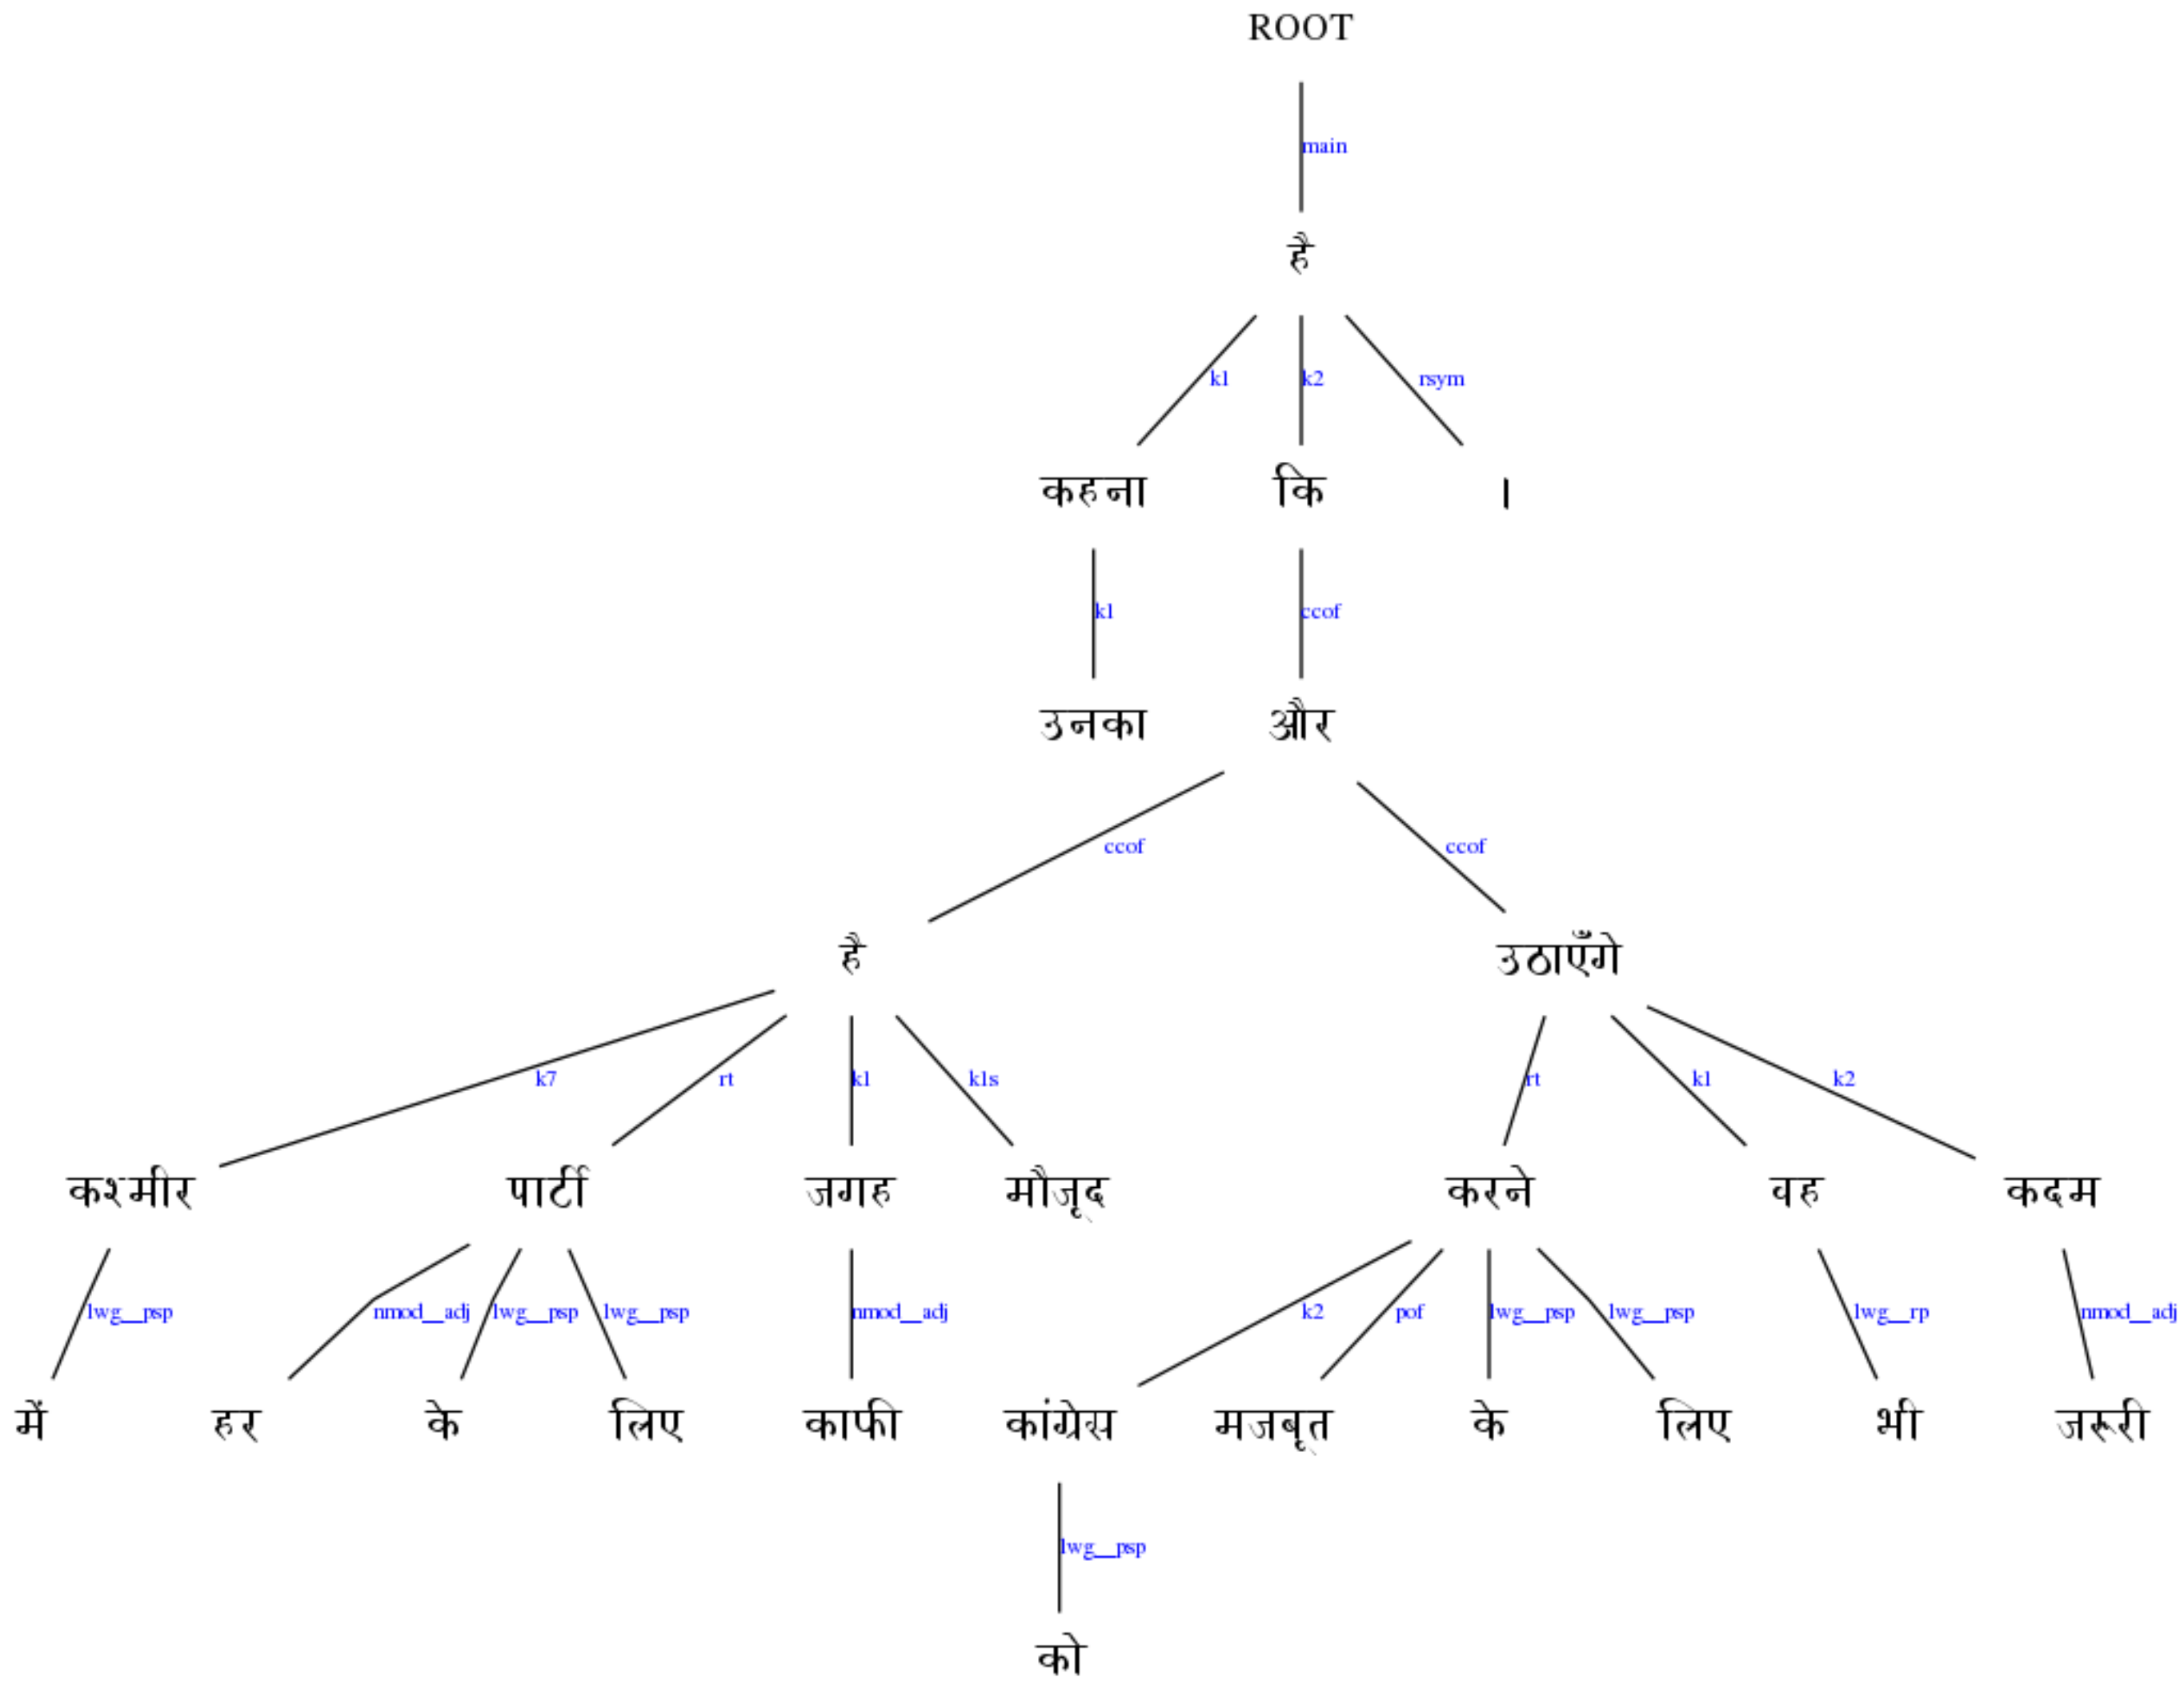 ROOT
main
है
k1 k2 rsym
कहना कि ।
k1 ccof
उनका और
ccof ccof
है उठाएँगे
k7 rt k1 k1s rt k1 k2
कश्मीर पार्टी जगह मौजूद करने वह कदम
lwg__psp nmod__adj lwg__psp lwg__psp nmod__adj k2 pof lwg__psp lwg__psp lwg__rp nmod__adj
में हर के लिए काफी कांग्रेस मजबूत के लिए भी जरूरी
lwg__psp
को